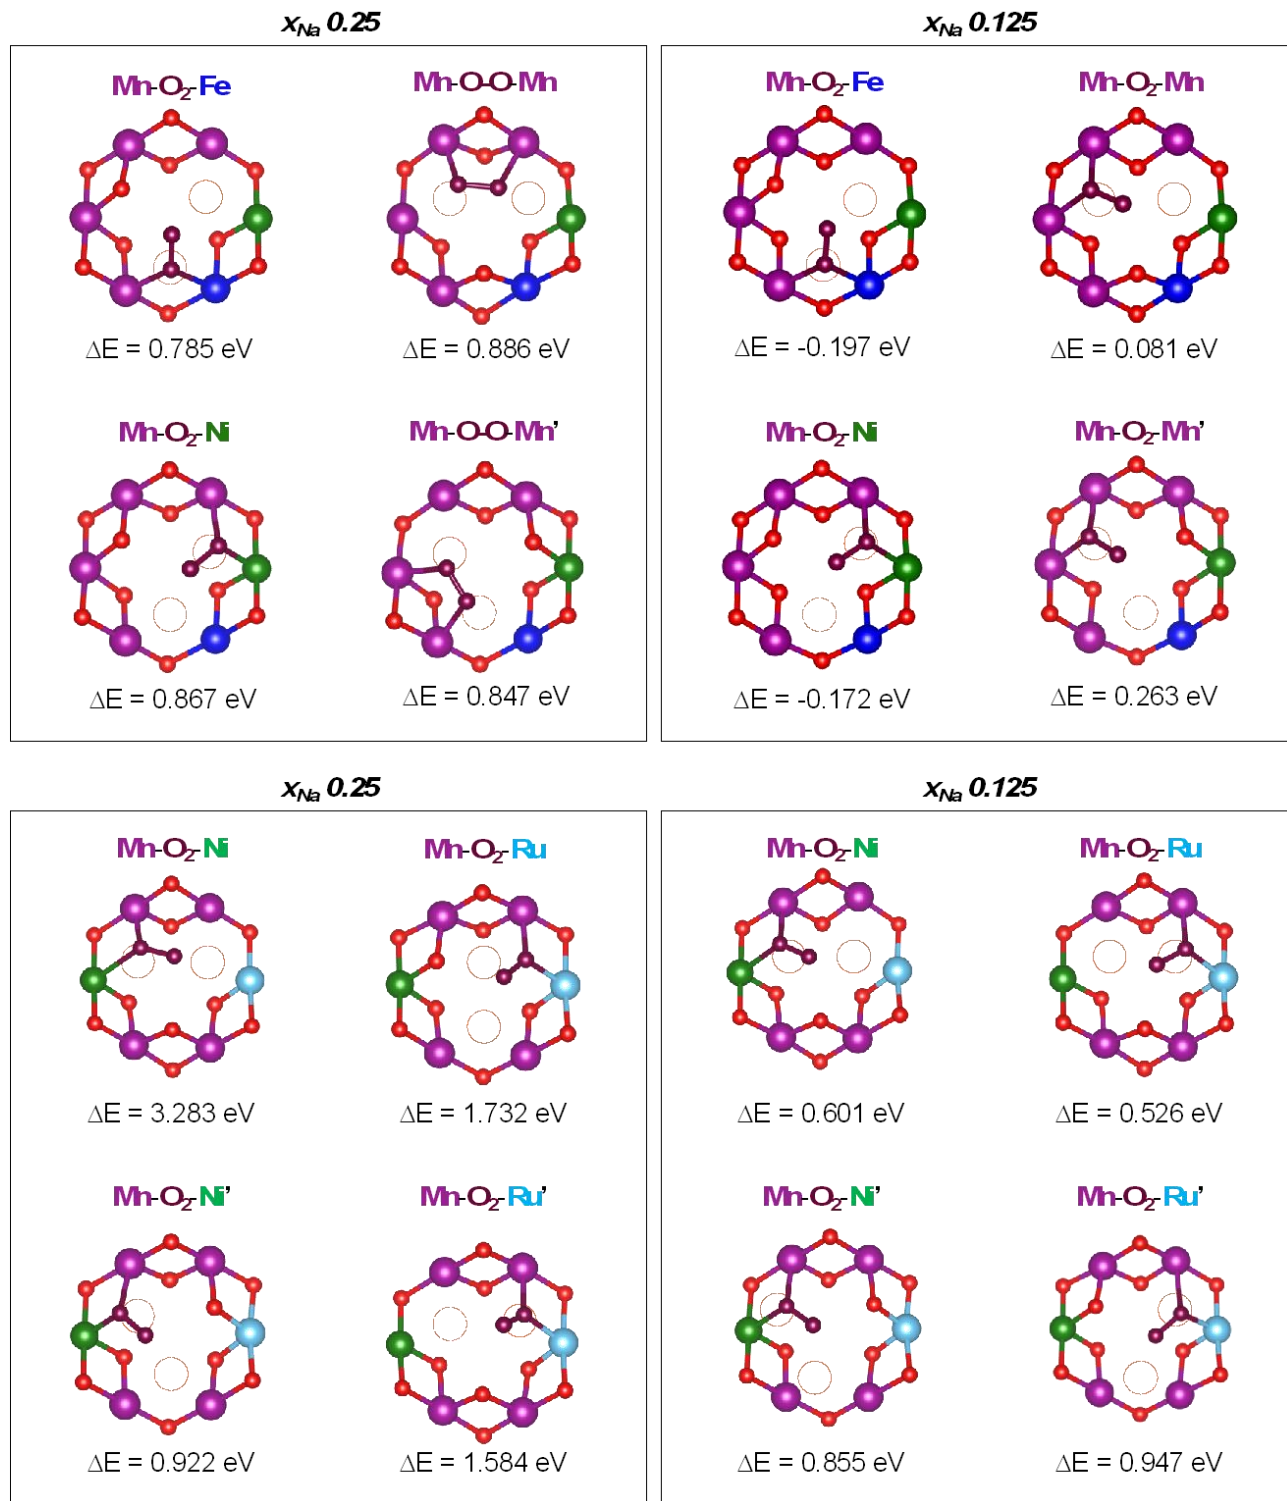 x_Na 0.25
x_Na 0.125
Mn-O₂-Fe
Mn-O-O-Mn
Mn-O₂-Fe
Mn-O₂-Mn
ΔE = 0.785 eV
ΔE = 0.886 eV
ΔE = -0.197 eV
ΔE = 0.081 eV
Mn-O₂-Ni
Mn-O-O-Mn'
Mn-O₂-Ni
Mn-O₂-Mn'
ΔE = 0.867 eV
ΔE = 0.847 eV
ΔE = -0.172 eV
ΔE = 0.263 eV
x_Na 0.25
x_Na 0.125
Mn-O₂-Ni
Mn-O₂-Ru
Mn-O₂-Ni
Mn-O₂-Ru
ΔE = 3.283 eV
ΔE = 1.732 eV
ΔE = 0.601 eV
ΔE = 0.526 eV
Mn-O₂-Ni'
Mn-O₂-Ru'
Mn-O₂-Ni'
Mn-O₂-Ru'
ΔE = 0.922 eV
ΔE = 1.584 eV
ΔE = 0.855 eV
ΔE = 0.947 eV